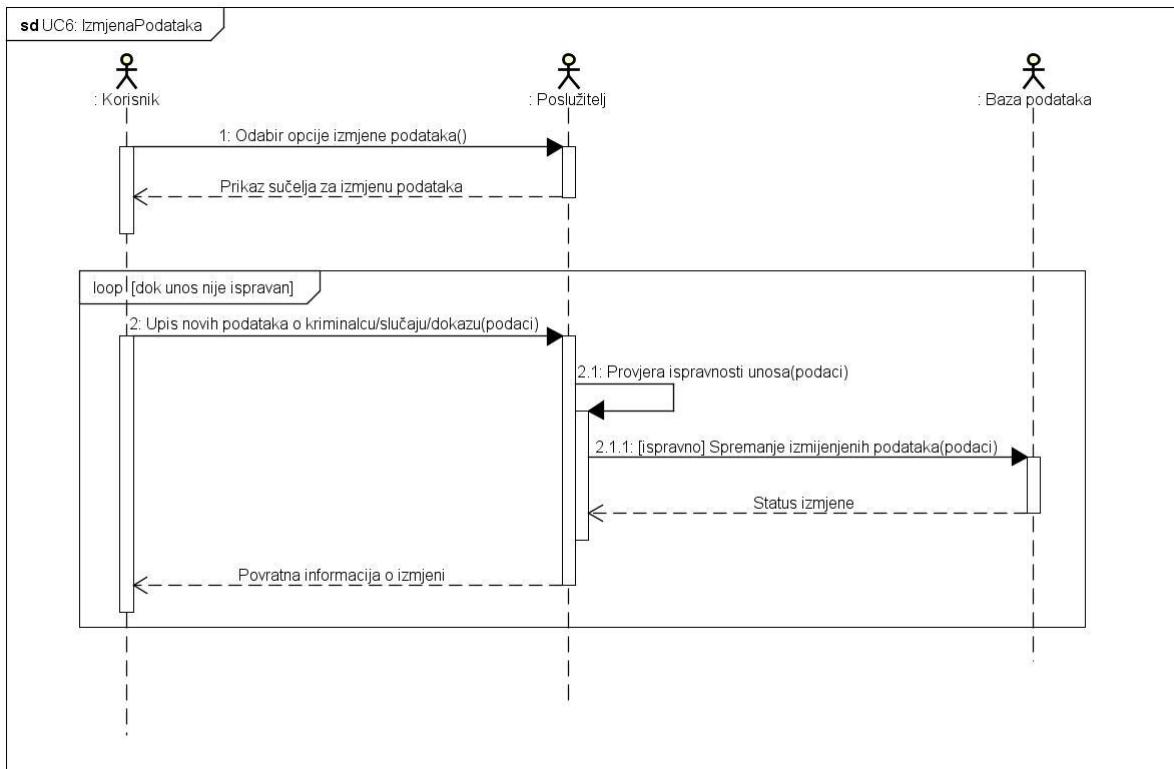 sd UC6: IzmjenaPodataka
: Korisnik
: Poslužitelj
: Baza podataka
1: Odabir opcije izmjene podataka()
Prikaz sučelja za izmjenu podataka
loop [dok unos nije ispravan]
2: Upis novih podataka o kriminalcu/slučaju/dokazu(podaci)
2.1: Provjera ispravnosti unosa(podaci)
2.1.1: [ispravno] Spremanje izmijenjenih podataka(podaci)
Status izmjene
Povratna informacija o izmjeni